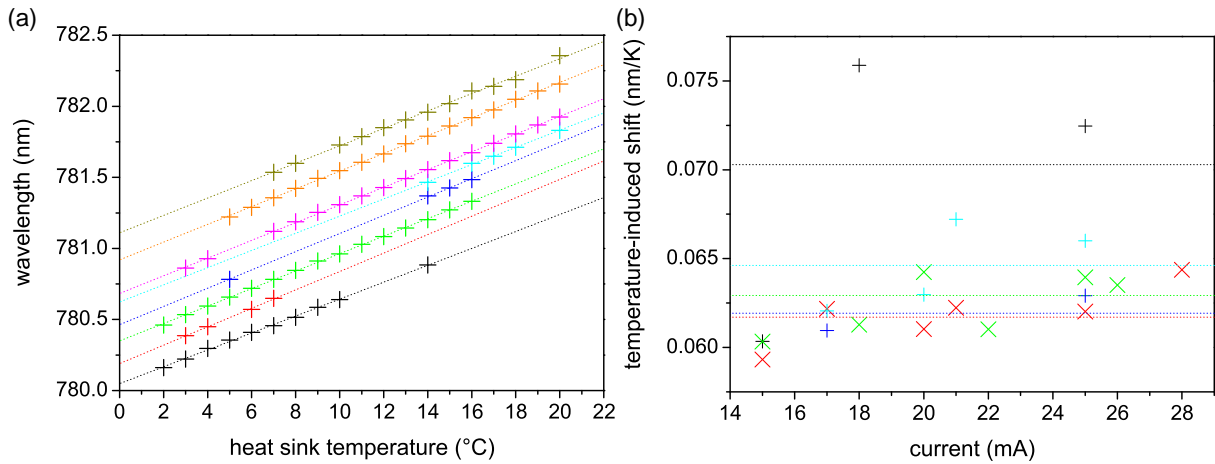 (a)
782.5
782.0
781.5
781.0
780.5
780.0
wavelength (nm)
0 2 4 6 8 10 12 14 16 18 20 22
heat sink temperature (°C)
(b)
0.075
0.070
0.065
0.060
temperature-induced shift (nm/K)
14 16 18 20 22 24 26 28
current (mA)